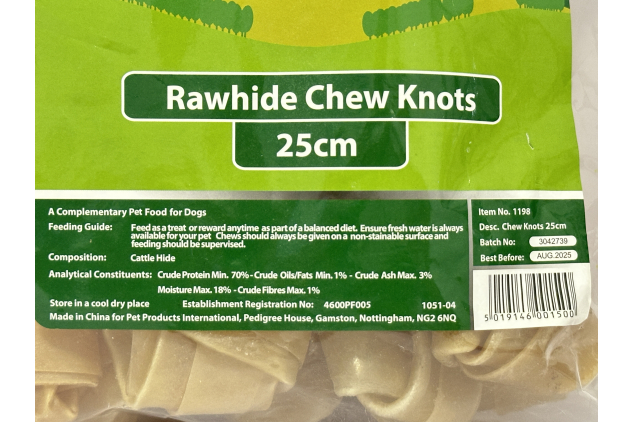 Rawhide Chew Knots
25cm
A Complementary Pet Food for Dogs
Feeding Guide: Feed as a treat or reward anytime as part of a balanced diet. Ensure fresh water is always
available for your pet Chews should always be given on a non-stainable surface and
feeding should be supervised.
Composition: Cattle Hide
Analytical Constituents: Crude Protein Min. 70% - Crude Oils/Fats Min. 1% - Crude Ash Max. 3%
Moisture Max. 18% - Crude Fibres Max. 1%
Store in a cool dry place Establishment Registration No: 4600PF005 1051-04
Made in China for Pet Products International, Pedigree House, Gamston, Nottingham, NG2 6NQ
Item No. 1198
Desc. Chew Knots 25cm
Batch No: 3042739
Best Before: AUG.2025
5 019146 001500